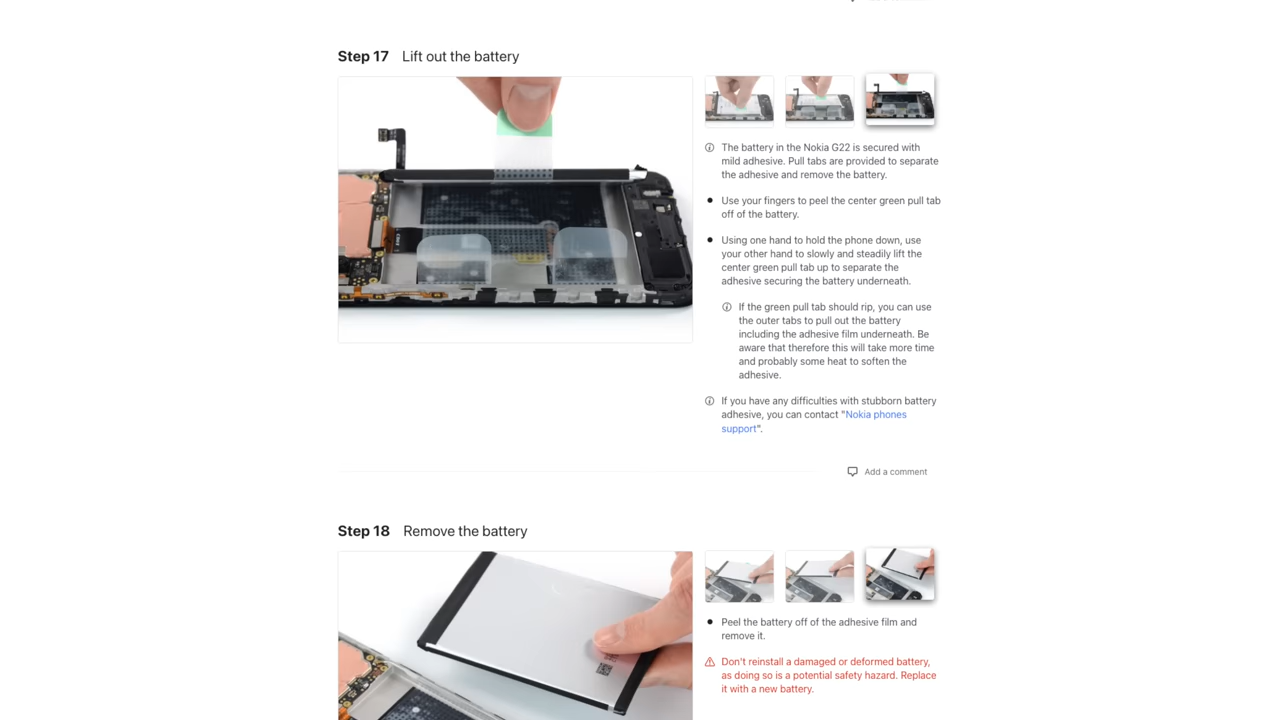 Step 17 Lift out the battery
The battery in the Nokia G22 is secured with
mild adhesive. Pull tabs are provided to separate
the adhesive and remove the battery.
Use your fingers to peel the center green pull tab
off of the battery.
Using one hand to hold the phone down, use
your other hand to slowly and steadily lift the
center green pull tab up to separate the
adhesive securing the battery underneath.
If the green pull tab should rip, you can use
the outer tabs to pull out the battery
including the adhesive film underneath. Be
aware that therefore this will take more time
and probably some heat to soften the
adhesive.
If you have any difficulties with stubborn battery
adhesive, you can contact "Nokia phones
support".
Add a comment
Step 18 Remove the battery
Peel the battery off of the adhesive film and
remove it.
Don't reinstall a damaged or deformed battery,
as doing so is a potential safety hazard. Replace
it with a new battery.